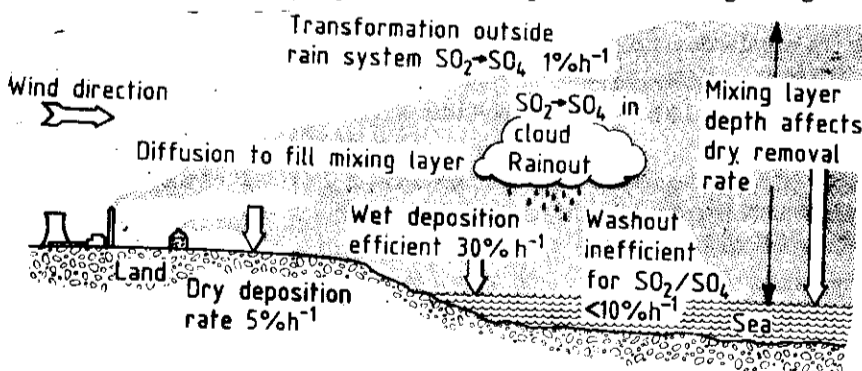 Transformation outside
rain system SO₂→SO₄ 1%h⁻¹
Wind direction
SO₂→SO₄ in
cloud
Rainout
Mixing layer
depth affects
dry removal
rate
Diffusion to fill mixing layer
Wet deposition
efficient 30%h⁻¹
Washout
inefficient
for SO₂/SO₄
<10%h⁻¹
Land
Dry deposition
rate 5%h⁻¹
Sea